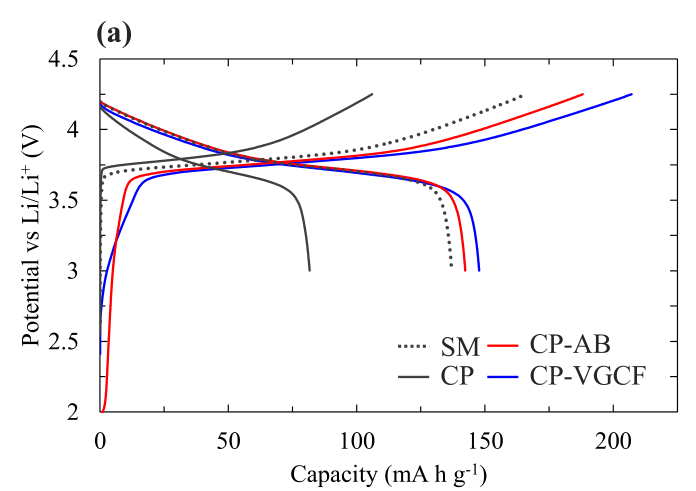 (a)
4.5
4
3.5
3
2.5
2
Potential vs Li/Li⁺ (V)
SM
CP-AB
CP
CP-VGCF
0
50
100
150
200
Capacity (mA h g⁻¹)